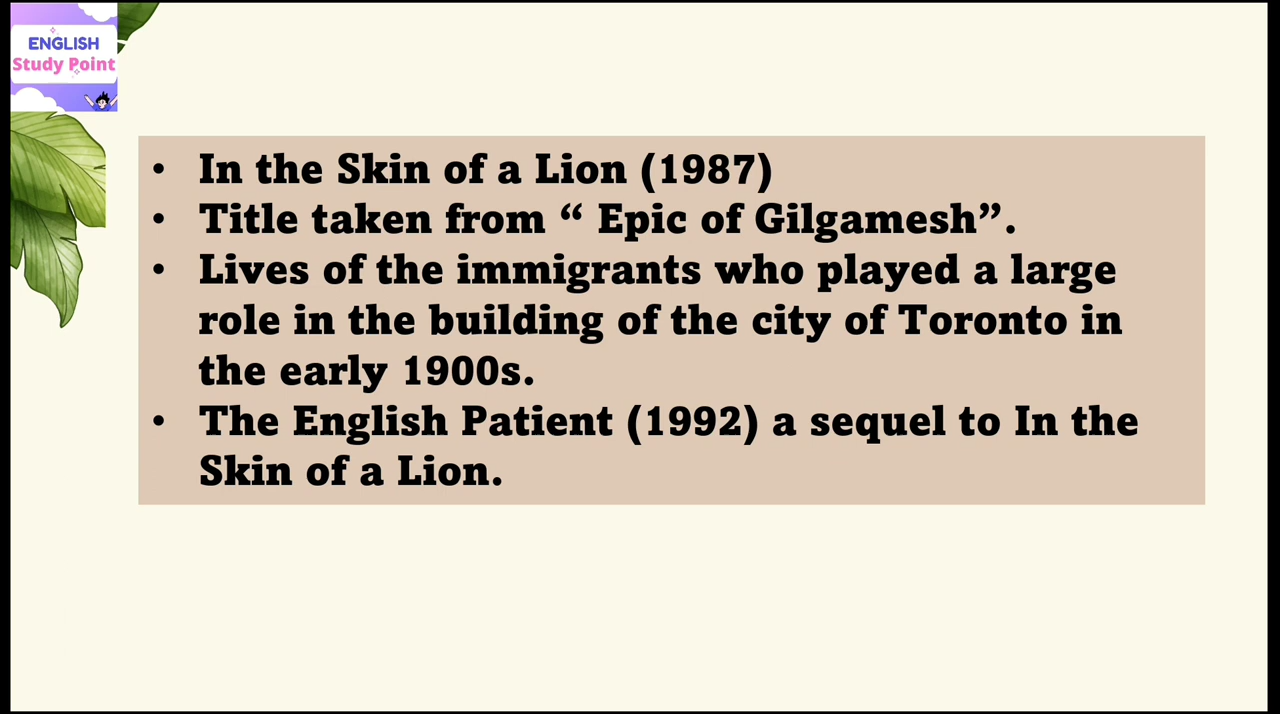 ENGLISH
Study Point
• In the Skin of a Lion (1987)
• Title taken from “ Epic of Gilgamesh”.
• Lives of the immigrants who played a large
role in the building of the city of Toronto in
the early 1900s.
• The English Patient (1992) a sequel to In the
Skin of a Lion.